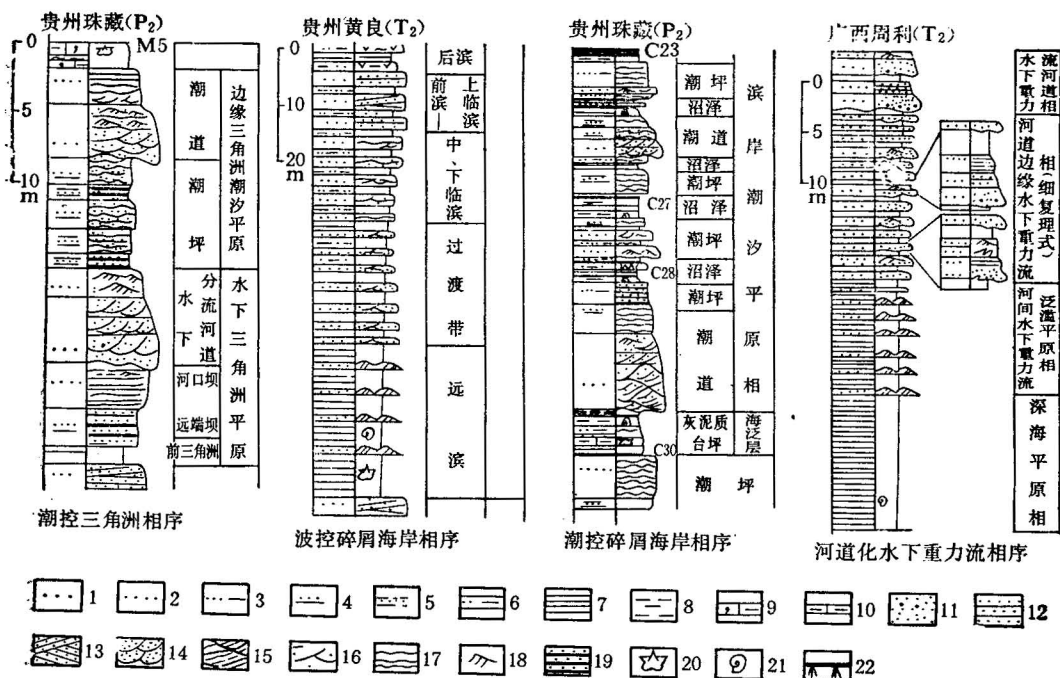 贵州珠藏(P₂)
0
5
10
m
M5
潮道
潮坪
水下分流河道
河口坝
远端坝
前三角洲
边缘三角洲潮汐平原
水下三角洲平原
潮控三角洲相序
贵州黄良(T₂)
0
10
20
m
后滨
前滨—上临滨
中、下临滨
过渡带
远滨
波控碎屑海岸相序
贵州珠藏(P₂)
C23
C27
C28
C30
潮坪
沼泽
潮道
沼泽
潮坪
沼泽
潮坪
沼泽
潮坪
潮道
灰泥质台坪
潮坪
滨岸潮汐平原相
海泛层
潮控碎屑海岸相序
广西周利(T₂)
0
5
10
m
水下重力流河道相
河道边缘水下重力流相(细复理式)
河间水下重力流泛滥平原相
深海平原相
河道化水下重力流相序
1 2 3 4 5 6 7 8 9 10 11 12
13 14 15 16 17 18 19 20 21 22